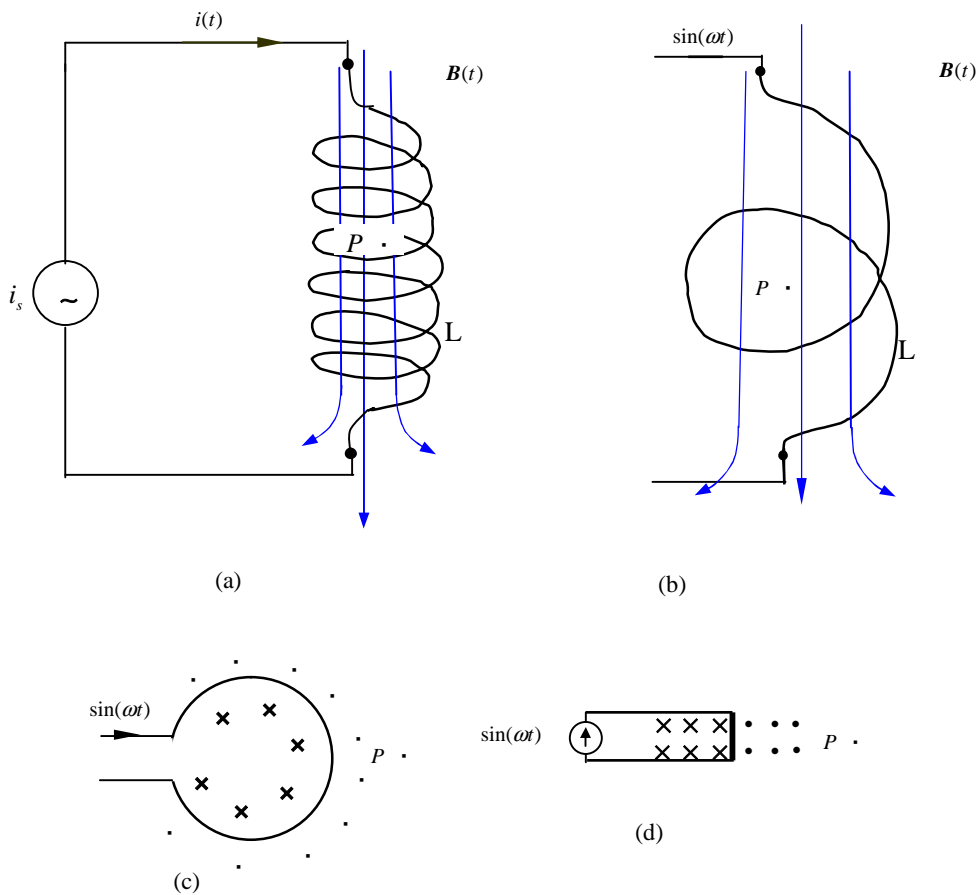 i(t)
B(t)
P
i_s
~
L
(a)
sin(ωt)
B(t)
P
L
(b)
sin(ωt)
P
(c)
sin(ωt)
P
(d)